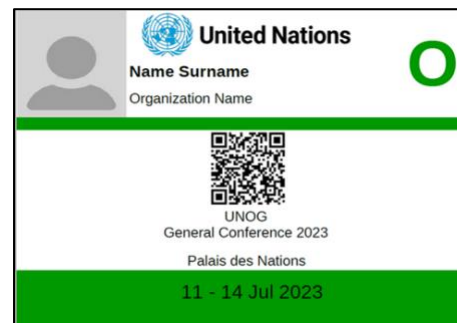 United Nations
Name Surname
O
Organization Name
UNOG
General Conference 2023
Palais des Nations
11 - 14 Jul 2023